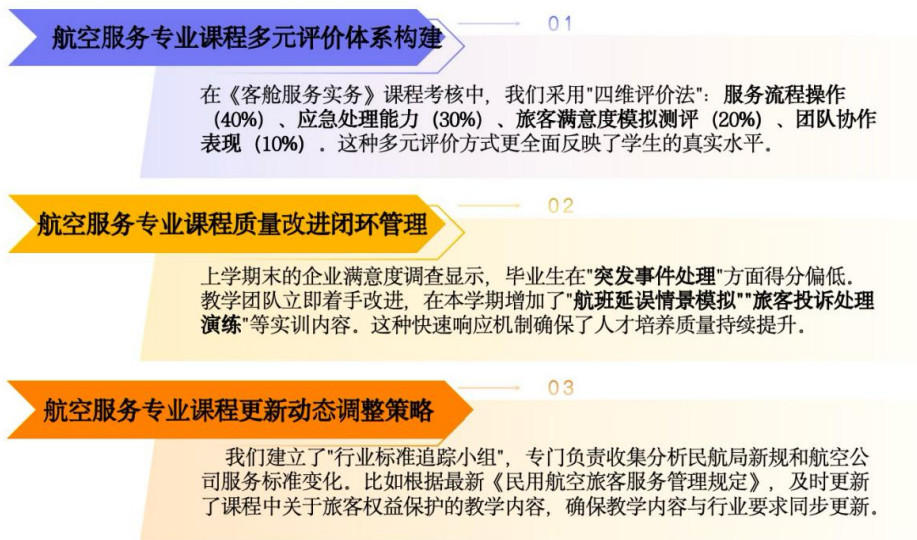 01
航空服务专业课程多元评价体系构建
在《客舱服务实务》课程考核中，我们采用"四维评价法"：服务流程操作
（40%）、应急处理能力（30%）、旅客满意度模拟测评（20%）、团队协作
表现（10%）。这种多元评价方式更全面反映了学生的真实水平。
02
航空服务专业课程质量改进闭环管理
上学期末的企业满意度调查显示，毕业生在"突发事件处理"方面得分偏低。
教学团队立即着手改进，在本学期增加了"航班延误情景模拟""旅客投诉处理
演练"等实训内容。这种快速响应机制确保了人才培养质量持续提升。
03
航空服务专业课程更新动态调整策略
我们建立了"行业标准追踪小组"，专门负责收集分析民航局新规和航空公
司服务标准变化。比如根据最新《民用航空旅客服务管理规定》，及时更新
了课程中关于旅客权益保护的教学内容，确保教学内容与行业要求同步更新。